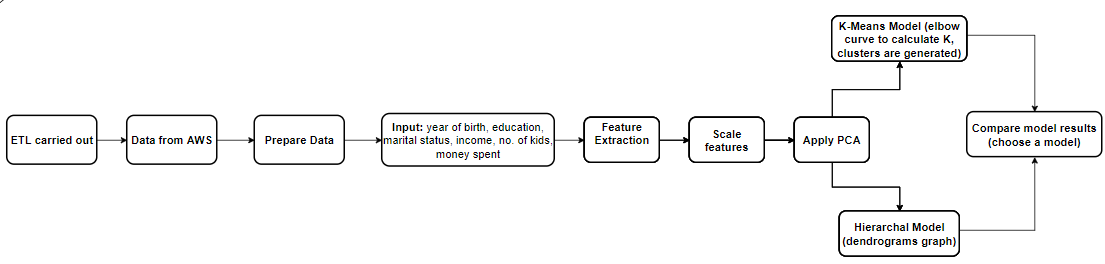 ETL carried out
Data from AWS
Prepare Data
Input: year of birth, education,
marital status, income, no. of kids,
money spent
Feature
Extraction
Scale
features
Apply PCA
K-Means Model (elbow
curve to calculate K,
clusters are generated)
Hierarchal Model
(dendrograms graph)
Compare model results
(choose a model)